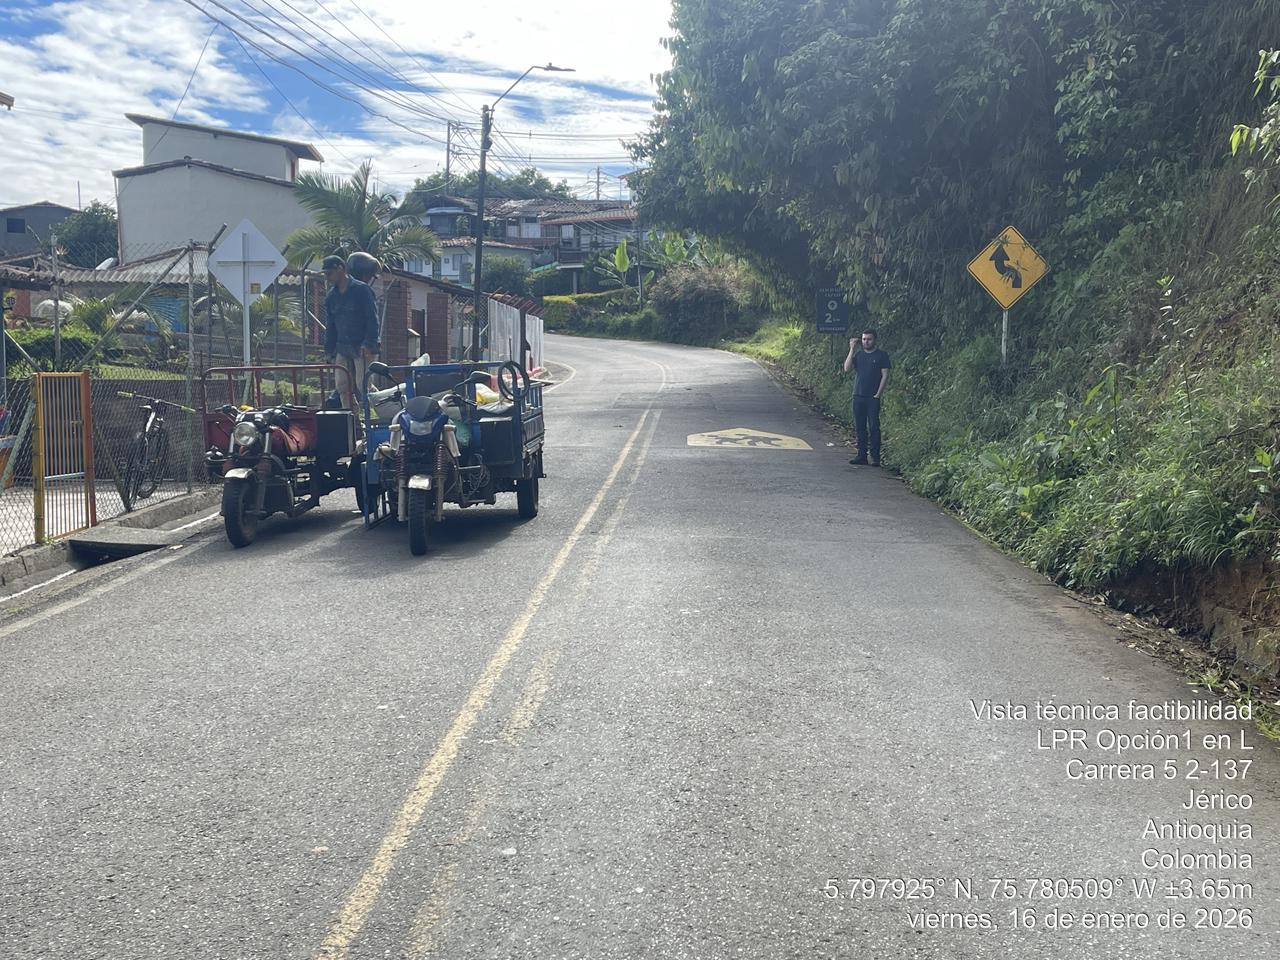 2
Vista técnica factibilidad
LPR Opción1 en L
Carrera 5 2-137
Jérico
Antioquia
Colombia
5.797925° N, 75.780509° W ±3.65m
viernes, 16 de enero de 2026